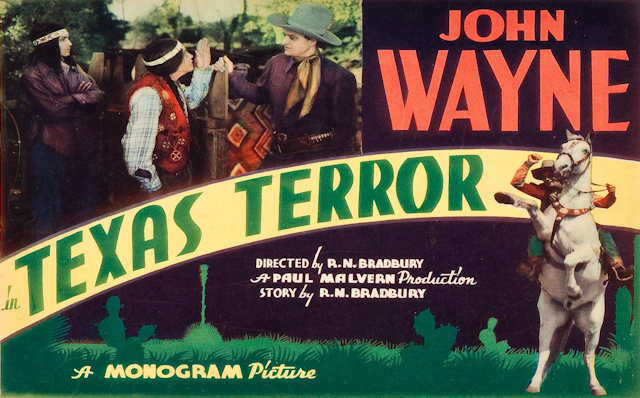 JOHN
WAYNE
in TEXAS TERROR
DIRECTED by R.N. BRADBURY
A PAUL MALVERN Production
STORY by R.N. BRADBURY
A MONOGRAM Picture